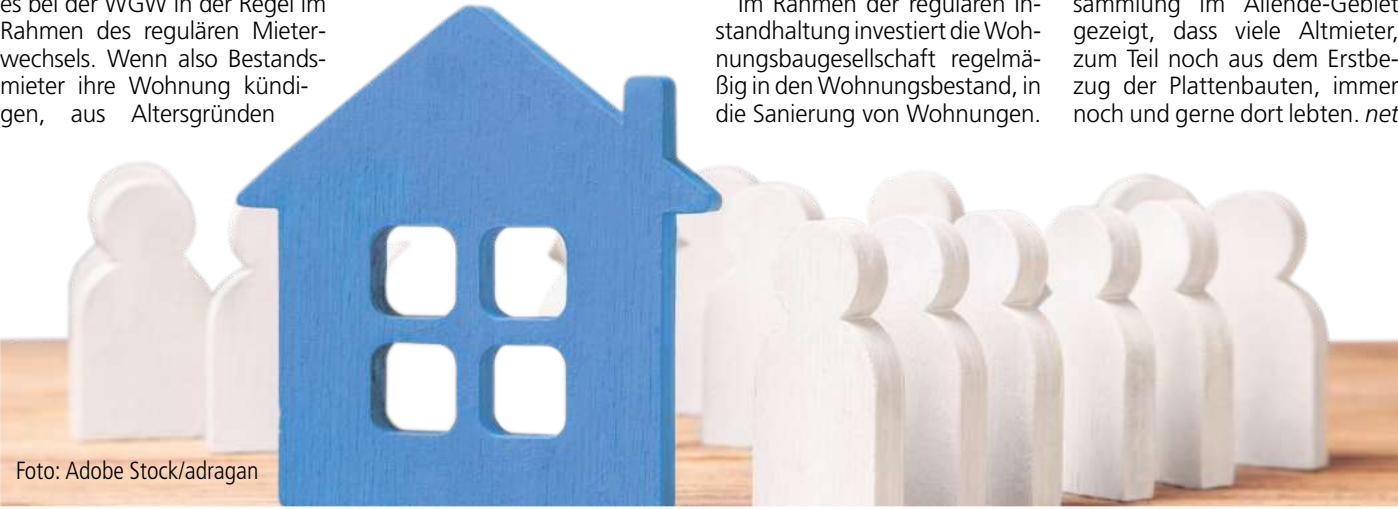 es bei der WGW in der Regel im
Rahmen des regulären Mieter-
wechsels. Wenn also Bestands-
mieter ihre Wohnung kündi-
gen, aus Altersgründen
Im Rahmen der regulären In-
standhaltung investiert die Woh-
nungsbaugesellschaft regelmä-
ßig in den Wohnungsbestand, in
die Sanierung von Wohnungen.
sammlung im Allende-Gebiet
gezeigt, dass viele Altmieter,
zum Teil noch aus dem Erstbe-
zug der Plattenbauten, immer
noch und gerne dort lebten. net
Foto: Adobe Stock/adragan